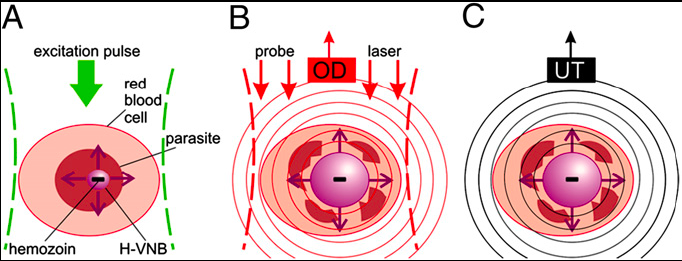 A
excitation pulse
red
blood
cell
parasite
hemozoin
H-VNB
B
probe
laser
OD
C
UT